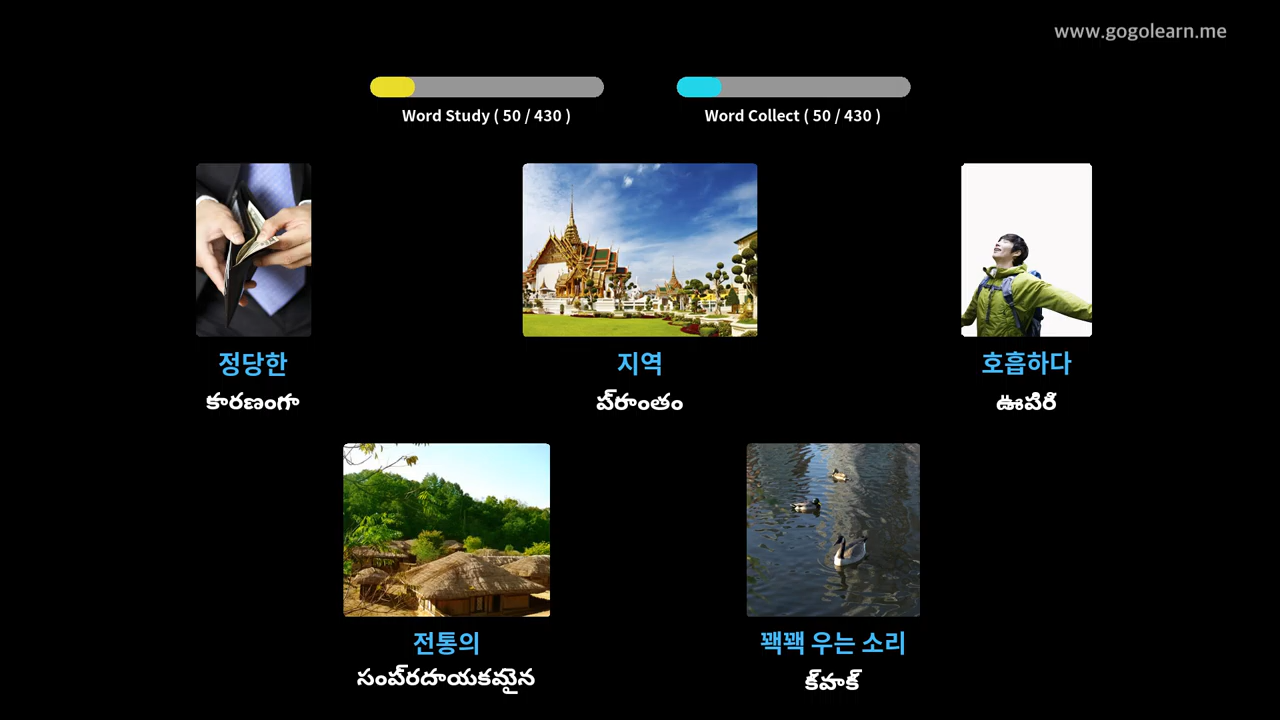 www.gogolearn.me
Word Study ( 50 / 430 )
Word Collect ( 50 / 430 )
정당한
지역
호흡하다
కారణంగా
ప్రాంతం
ఊపిరి
전통의
꽥꽥 우는 소리
సంప్రదాయకమైన
క్వాక్